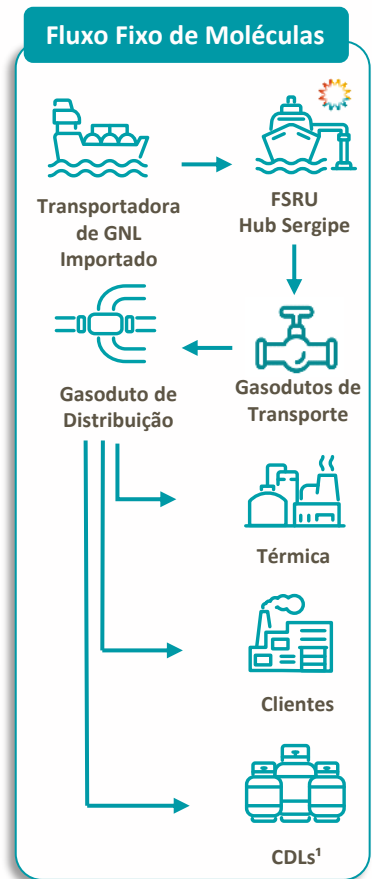 Fluxo Fixo de Moléculas
Transportadora
de GNL
Importado
FSRU
Hub Sergipe
Gasodutos de
Transporte
Gasoduto de
Distribuição
Térmica
Clientes
CDLs¹